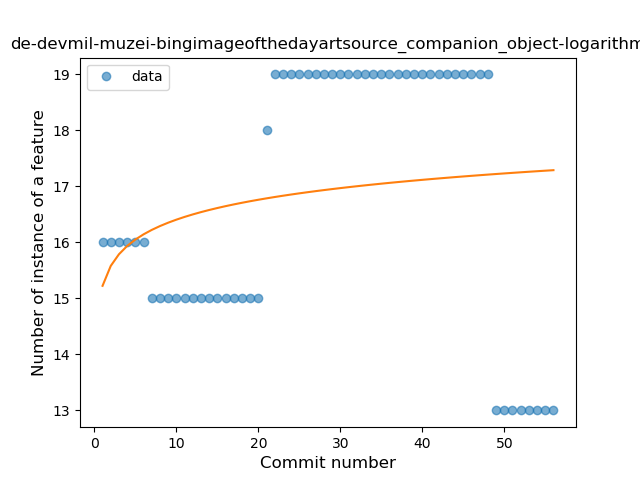 de-devmil-muzei-bingimageofthedayartsource_companion_object-logarithm
data
Number of instance of a feature
19
18
17
16
15
14
13
0 10 20 30 40 50
Commit number